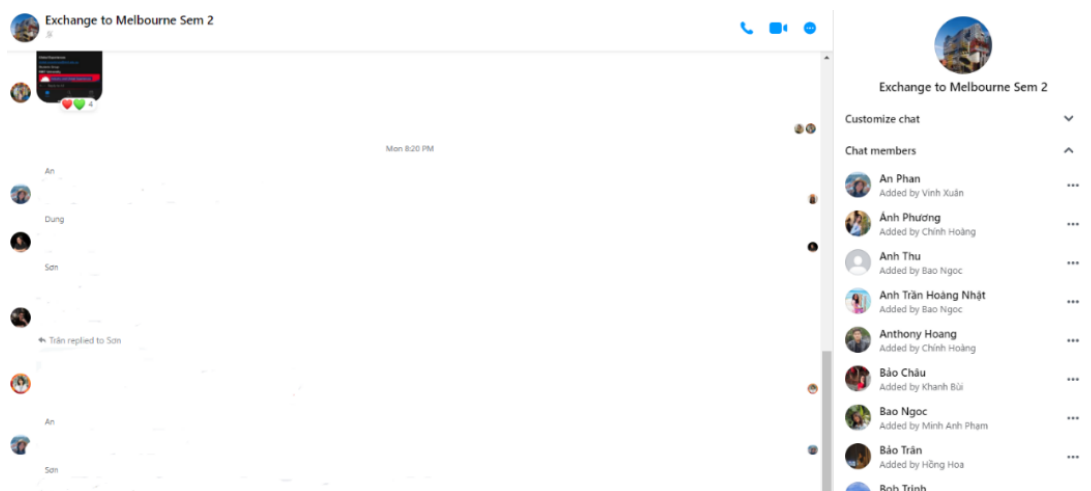 Exchange to Melbourne Sem 2
4
Mon 8:20 PM
An
Dung
Sơn
Trân replied to Sơn
An
Sơn
Exchange to Melbourne Sem 2
Customize chat
Chat members
An Phan
Added by Vinh Xuân
Ánh Phương
Added by Chính Hoàng
Anh Thu
Added by Bao Ngoc
Anh Trần Hoàng Nhật
Added by Bao Ngoc
Anthony Hoang
Added by Chính Hoàng
Bảo Châu
Added by Khanh Bùi
Bao Ngoc
Added by Minh Anh Phạm
Bảo Trân
Added by Hồng Hoa
Bob Trinh